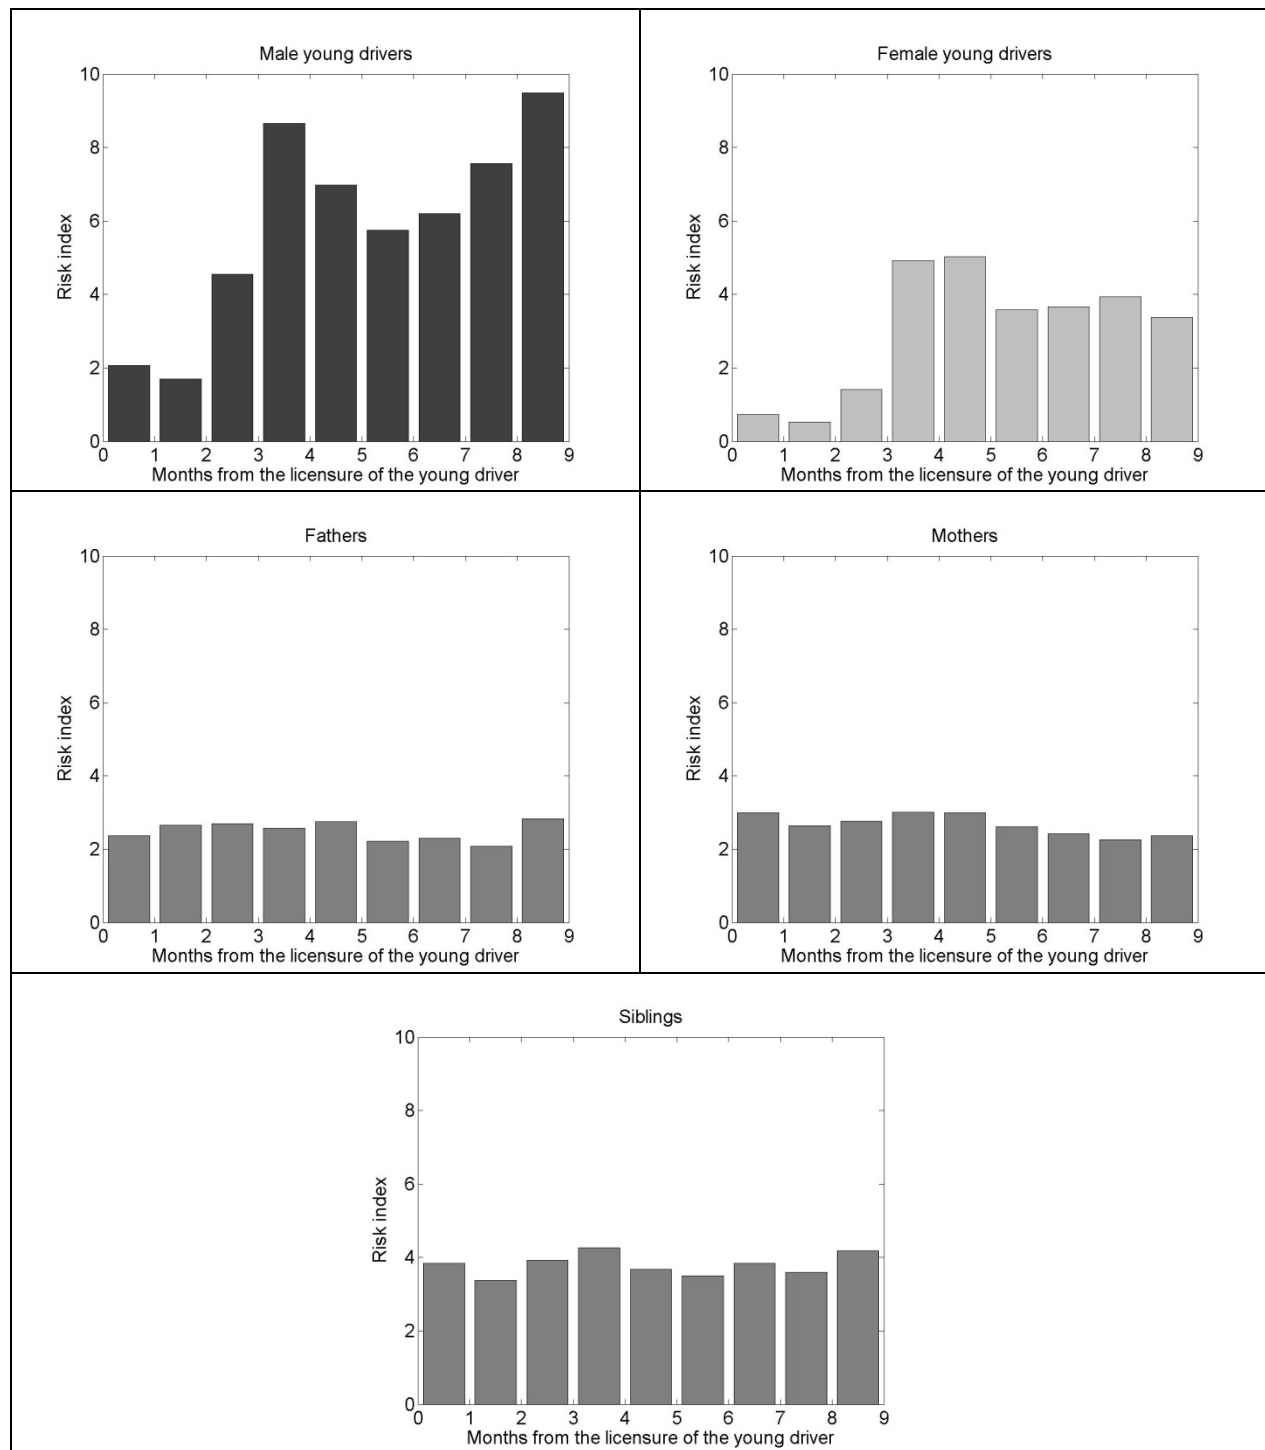 Male young drivers
10
8
6
4
2
0
Risk index
0 1 2 3 4 5 6 7 8 9
Months from the licensure of the young driver
Female young drivers
10
8
6
4
2
0
Risk index
0 1 2 3 4 5 6 7 8 9
Months from the licensure of the young driver
Fathers
10
8
6
4
2
0
Risk index
0 1 2 3 4 5 6 7 8 9
Months from the licensure of the young driver
Mothers
10
8
6
4
2
0
Risk index
0 1 2 3 4 5 6 7 8 9
Months from the licensure of the young driver
Siblings
10
8
6
4
2
0
Risk index
0 1 2 3 4 5 6 7 8 9
Months from the licensure of the young driver